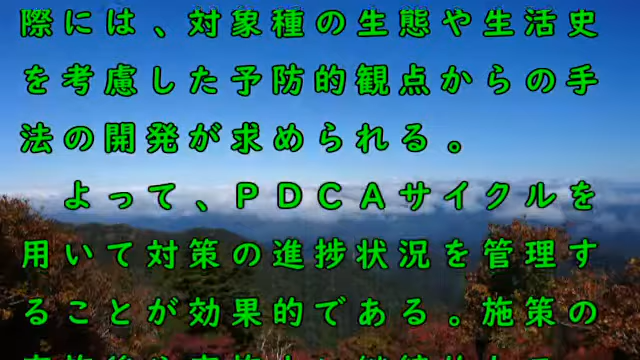 際には、対象種の生態や生活史
を考慮した予防的観点からの手
法の開発が求められる。
よって、ＰＤＣＡサイクルを
用いて対策の進捗状況を管理す
ることが効果的である。施策の